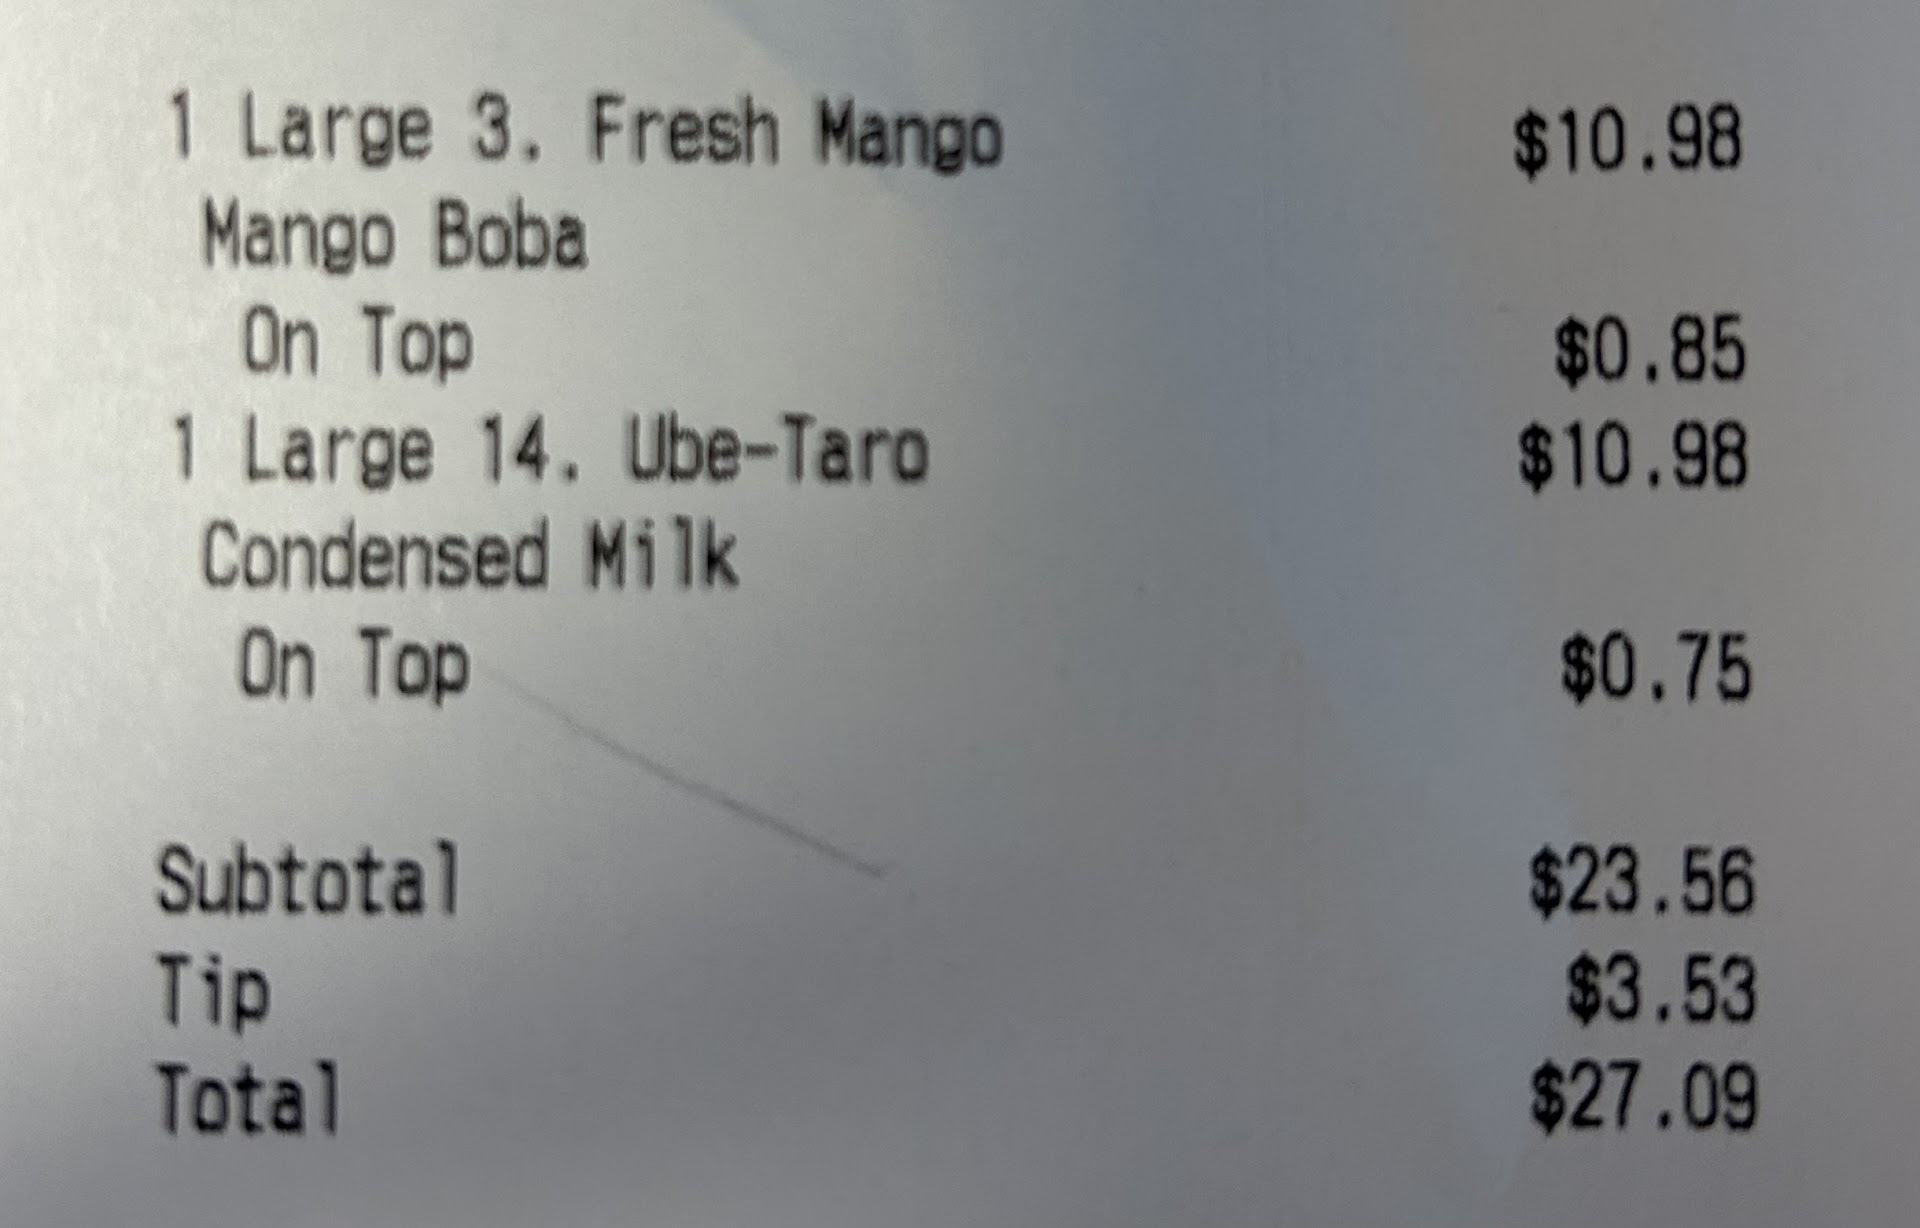 1 Large 3. Fresh Mango $10.98
Mango Boba
On Top $0.85
1 Large 14. Ube-Taro $10.98
Condensed Milk
On Top $0.75
Subtotal $23.56
Tip $3.53
Total $27.09